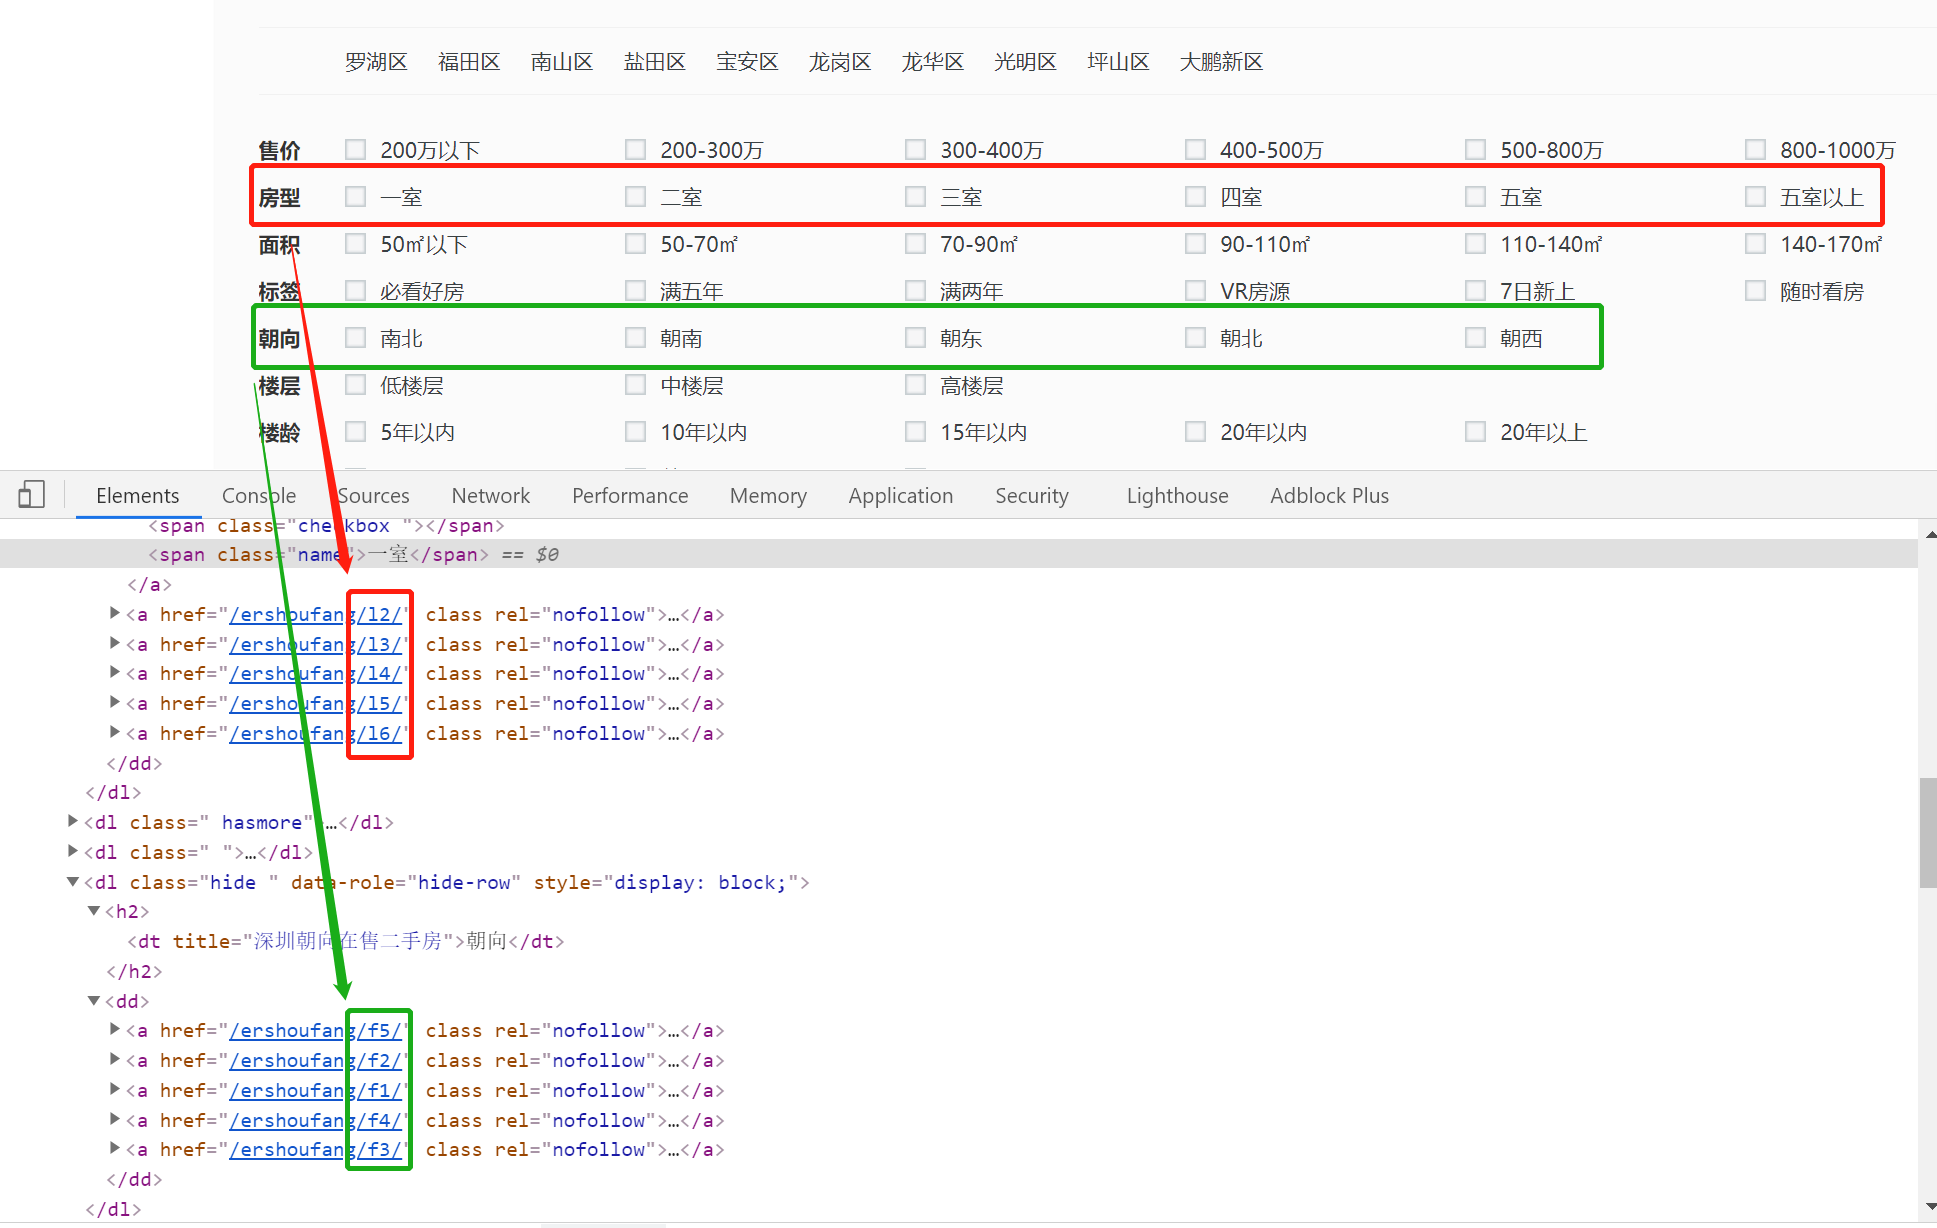 罗湖区 福田区 南山区 盐田区 宝安区 龙岗区 龙华区 光明区 坪山区 大鹏新区
售价 200万以下 200-300万 300-400万 400-500万 500-800万 800-1000万
房型 一室 二室 三室 四室 五室 五室以上
面积 50㎡以下 50-70㎡ 70-90㎡ 90-110㎡ 110-140㎡ 140-170㎡
标签 必看好房 满五年 满两年 VR房源 7日新上 随时看房
朝向 南北 朝南 朝东 朝北 朝西
楼层 低楼层 中楼层 高楼层
楼龄 5年以内 10年以内 15年以内 20年以内 20年以上
Elements Console Sources Network Performance Memory Application Security Lighthouse Adblock Plus
<span class="checkbox "></span>
<span class="name">一室</span> == $0
</a>
<a href="/ershoufang/l2/" class rel="nofollow">…</a>
<a href="/ershoufang/l3/" class rel="nofollow">…</a>
<a href="/ershoufang/l4/" class rel="nofollow">…</a>
<a href="/ershoufang/l5/" class rel="nofollow">…</a>
<a href="/ershoufang/l6/" class rel="nofollow">…</a>
</dd>
</dl>
<dl class=" hasmore">…</dl>
<dl class=" ">…</dl>
<dl class="hide " data-role="hide-row" style="display: block;">
<h2>
<dt title="深圳朝向在售二手房">朝向</dt>
</h2>
<dd>
<a href="/ershoufang/f5/" class rel="nofollow">…</a>
<a href="/ershoufang/f2/" class rel="nofollow">…</a>
<a href="/ershoufang/f1/" class rel="nofollow">…</a>
<a href="/ershoufang/f4/" class rel="nofollow">…</a>
<a href="/ershoufang/f3/" class rel="nofollow">…</a>
</dd>
</dl>